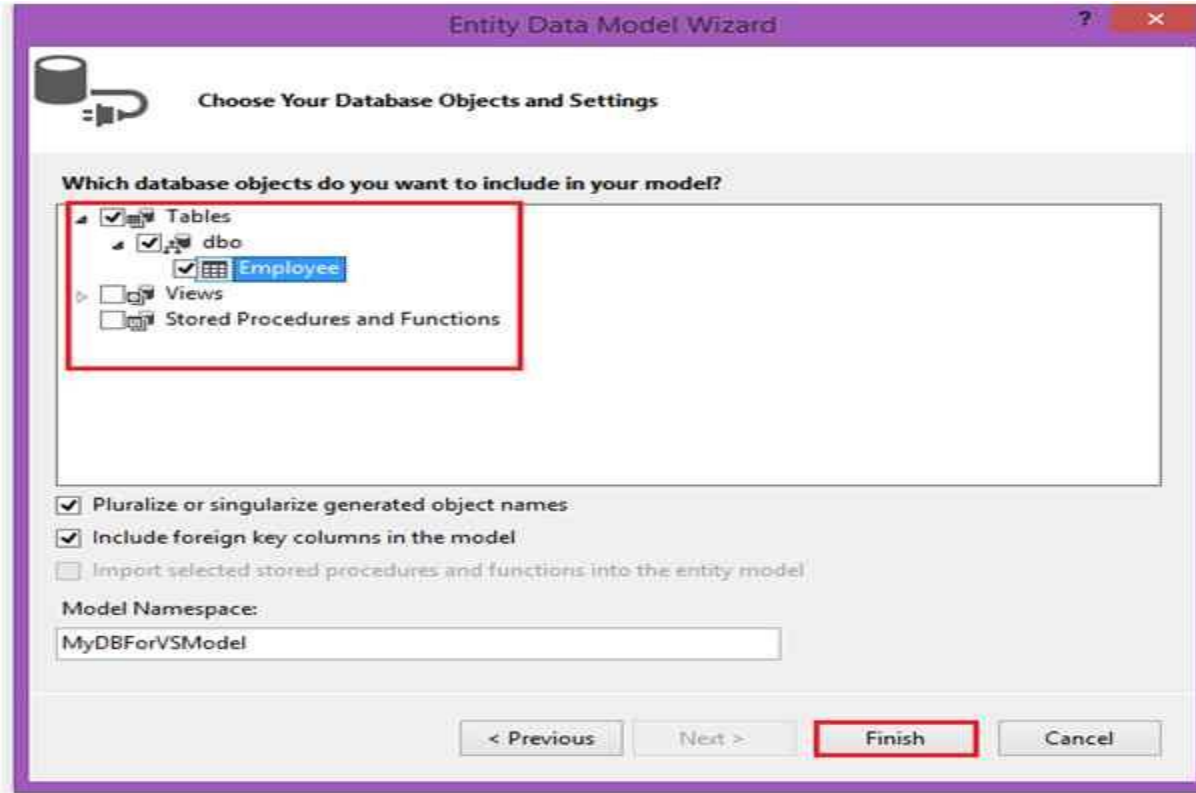 Entity Data Model Wizard
?
Choose Your Database Objects and Settings
Which database objects do you want to include in your model?
Tables
dbo
Employee
Views
Stored Procedures and Functions
Pluralize or singularize generated object names
Include foreign key columns in the model
Import selected stored procedures and functions into the entity model
Model Namespace:
MyDBForVSModel
< Previous Next > Finish Cancel